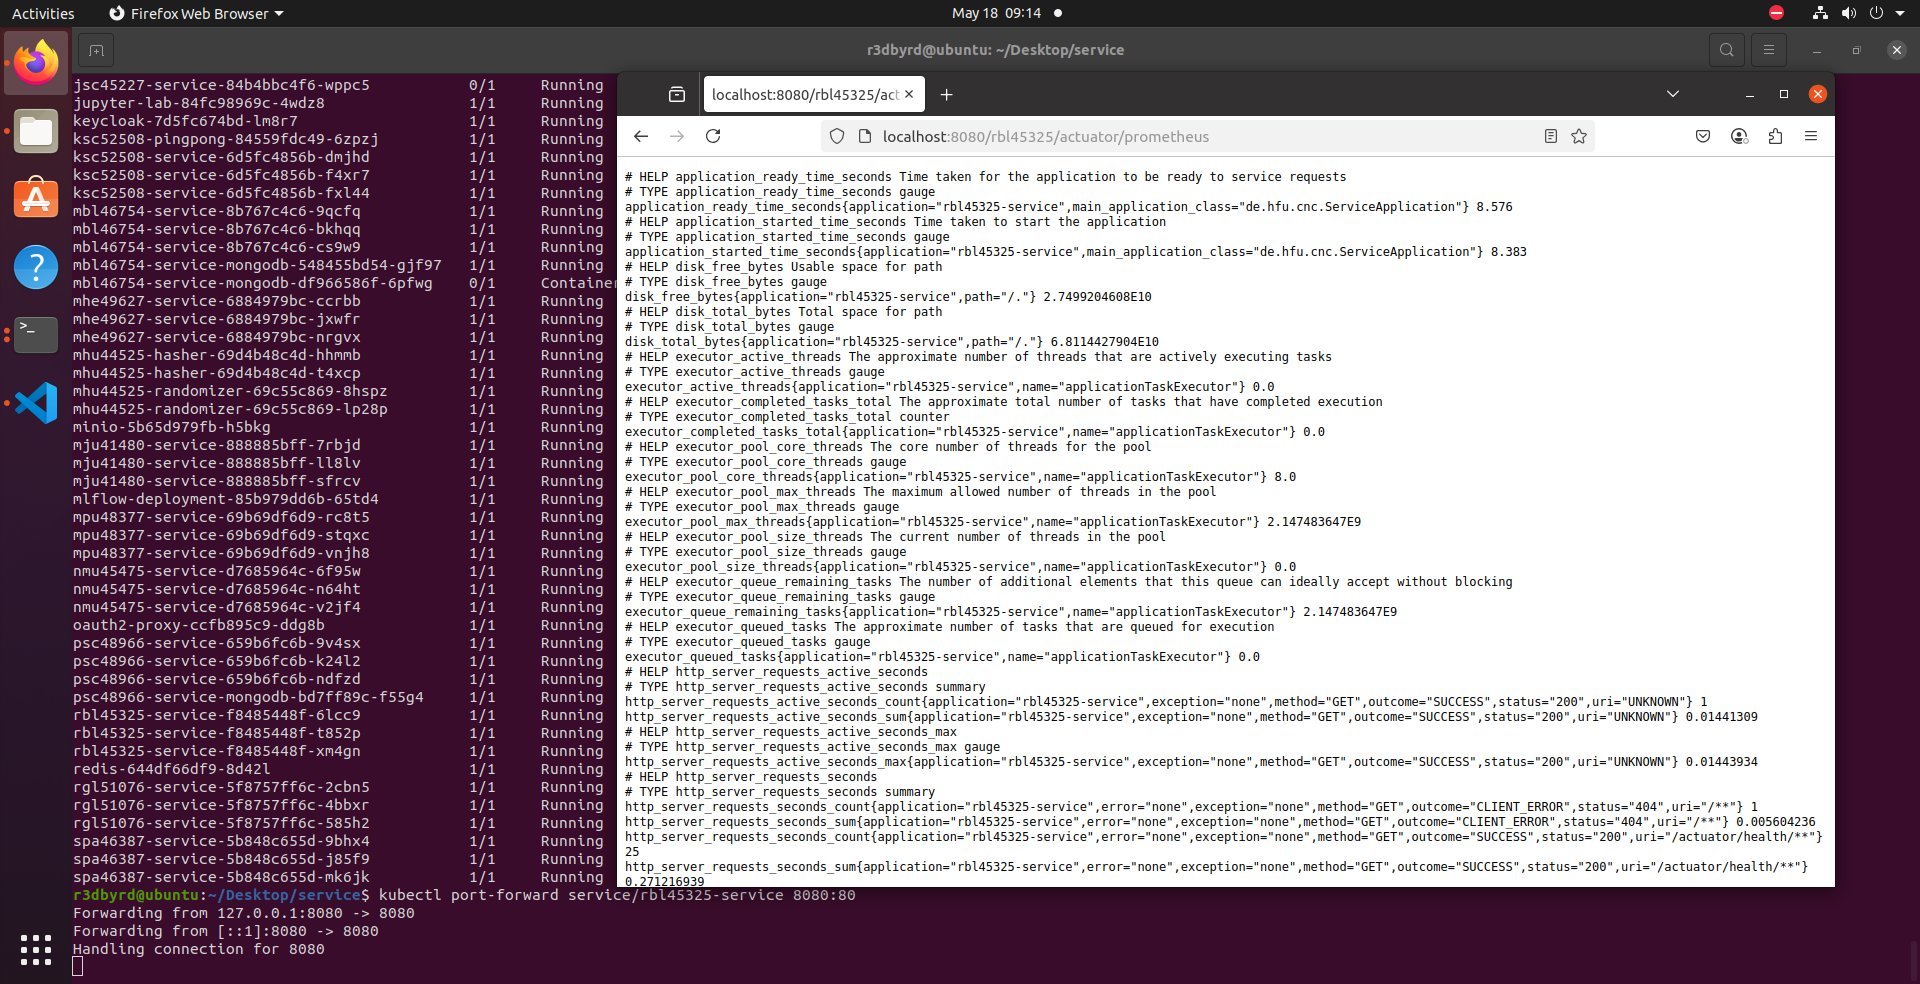 Activities
Firefox Web Browser
May 18 09:14
r3dbyrd@ubuntu: ~/Desktop/service
jsc45227-service-84b4bbc4f6-wppc5 0/1 Running
jupyter-lab-84fc98969c-4wdz8 1/1 Running
keycloak-7d5fc674bd-lm8r7 1/1 Running
ksc52508-pingpong-84559fdc49-6zpzj 1/1 Running
ksc52508-service-6d5fc4856b-dmjhd 1/1 Running
ksc52508-service-6d5fc4856b-f4xr7 1/1 Running
ksc52508-service-6d5fc4856b-fxl44 1/1 Running
mbl46754-service-8b767c4c6-9qcfq 1/1 Running
mbl46754-service-8b767c4c6-bkhqq 1/1 Running
mbl46754-service-8b767c4c6-cs9w9 1/1 Running
mbl46754-service-mongodb-548455bd54-gjf97 1/1 Running
mbl46754-service-mongodb-df966586f-6pfwg 0/1 Container
mhe49627-service-6884979bc-ccrbb 1/1 Running
mhe49627-service-6884979bc-jxwfr 1/1 Running
mhe49627-service-6884979bc-nrgvx 1/1 Running
mhu44525-hasher-69d4b48c4d-hhmmb 1/1 Running
mhu44525-hasher-69d4b48c4d-t4xcp 1/1 Running
mhu44525-randomizer-69c55c869-8hspz 1/1 Running
mhu44525-randomizer-69c55c869-lp28p 1/1 Running
minio-5b65d979fb-h5bkg 1/1 Running
mju41480-service-888885bff-7rbjd 1/1 Running
mju41480-service-888885bff-ll8lv 1/1 Running
mju41480-service-888885bff-sfrcv 1/1 Running
mlflow-deployment-85b979dd6b-65td4 1/1 Running
mpu48377-service-69b69df6d9-rc8t5 1/1 Running
mpu48377-service-69b69df6d9-stqxc 1/1 Running
mpu48377-service-69b69df6d9-vnjh8 1/1 Running
nmu45475-service-d7685964c-6f95w 1/1 Running
nmu45475-service-d7685964c-n64ht 1/1 Running
nmu45475-service-d7685964c-v2jf4 1/1 Running
oauth2-proxy-ccfb895c9-ddg8b 1/1 Running
psc48966-service-659b6fc6b-9v4sx 1/1 Running
psc48966-service-659b6fc6b-k24l2 1/1 Running
psc48966-service-659b6fc6b-ndfzd 1/1 Running
psc48966-service-mongodb-bd7ff89c-f55g4 1/1 Running
rbl45325-service-f8485448f-6lcc9 1/1 Running
rbl45325-service-f8485448f-t852p 1/1 Running
rbl45325-service-f8485448f-xm4gn 1/1 Running
redis-644df66df9-8d42l 1/1 Running
rgl51076-service-5f8757ff6c-2cbn5 1/1 Running
rgl51076-service-5f8757ff6c-4bbxr 1/1 Running
rgl51076-service-5f8757ff6c-585h2 1/1 Running
spa46387-service-5b848c655d-9bhx4 1/1 Running
spa46387-service-5b848c655d-j85f9 1/1 Running
spa46387-service-5b848c655d-mk6jk 1/1 Running
r3dbyrd@ubuntu:~/Desktop/service$ kubectl port-forward service/rbl45325-service 8080:80
Forwarding from 127.0.0.1:8080 -> 8080
Forwarding from [::1]:8080 -> 8080
Handling connection for 8080
localhost:8080/rbl45325/act
localhost:8080/rbl45325/actuator/prometheus
# HELP application_ready_time_seconds Time taken for the application to be ready to service requests
# TYPE application_ready_time_seconds gauge
application_ready_time_seconds{application="rbl45325-service",main_application_class="de.hfu.cnc.ServiceApplication"} 8.576
# HELP application_started_time_seconds Time taken to start the application
# TYPE application_started_time_seconds gauge
application_started_time_seconds{application="rbl45325-service",main_application_class="de.hfu.cnc.ServiceApplication"} 8.383
# HELP disk_free_bytes Usable space for path
# TYPE disk_free_bytes gauge
disk_free_bytes{application="rbl45325-service",path="/."} 2.7499204608E10
# HELP disk_total_bytes Total space for path
# TYPE disk_total_bytes gauge
disk_total_bytes{application="rbl45325-service",path="/."} 6.8114427904E10
# HELP executor_active_threads The approximate number of threads that are actively executing tasks
# TYPE executor_active_threads gauge
executor_active_threads{application="rbl45325-service",name="applicationTaskExecutor"} 0.0
# HELP executor_completed_tasks_total The approximate total number of tasks that have completed execution
# TYPE executor_completed_tasks_total counter
executor_completed_tasks_total{application="rbl45325-service",name="applicationTaskExecutor"} 0.0
# HELP executor_pool_core_threads The core number of threads for the pool
# TYPE executor_pool_core_threads gauge
executor_pool_core_threads{application="rbl45325-service",name="applicationTaskExecutor"} 8.0
# HELP executor_pool_max_threads The maximum allowed number of threads in the pool
# TYPE executor_pool_max_threads gauge
executor_pool_max_threads{application="rbl45325-service",name="applicationTaskExecutor"} 2.147483647E9
# HELP executor_pool_size_threads The current number of threads in the pool
# TYPE executor_pool_size_threads gauge
executor_pool_size_threads{application="rbl45325-service",name="applicationTaskExecutor"} 0.0
# HELP executor_queue_remaining_tasks The number of additional elements that this queue can ideally accept without blocking
# TYPE executor_queue_remaining_tasks gauge
executor_queue_remaining_tasks{application="rbl45325-service",name="applicationTaskExecutor"} 2.147483647E9
# HELP executor_queued_tasks The approximate number of tasks that are queued for execution
# TYPE executor_queued_tasks gauge
executor_queued_tasks{application="rbl45325-service",name="applicationTaskExecutor"} 0.0
# HELP http_server_requests_active_seconds
# TYPE http_server_requests_active_seconds summary
http_server_requests_active_seconds_count{application="rbl45325-service",exception="none",method="GET",outcome="SUCCESS",status="200",uri="UNKNOWN"} 1
http_server_requests_active_seconds_sum{application="rbl45325-service",exception="none",method="GET",outcome="SUCCESS",status="200",uri="UNKNOWN"} 0.01441309
# HELP http_server_requests_active_seconds_max
# TYPE http_server_requests_active_seconds_max gauge
http_server_requests_active_seconds_max{application="rbl45325-service",exception="none",method="GET",outcome="SUCCESS",status="200",uri="UNKNOWN"} 0.01443934
# HELP http_server_requests_seconds
# TYPE http_server_requests_seconds summary
http_server_requests_seconds_count{application="rbl45325-service",error="none",exception="none",method="GET",outcome="CLIENT_ERROR",status="404",uri="/**"} 1
http_server_requests_seconds_sum{application="rbl45325-service",error="none",exception="none",method="GET",outcome="CLIENT_ERROR",status="404",uri="/**"} 0.005604236
http_server_requests_seconds_count{application="rbl45325-service",error="none",exception="none",method="GET",outcome="SUCCESS",status="200",uri="/actuator/health/**"}
25
http_server_requests_seconds_sum{application="rbl45325-service",error="none",exception="none",method="GET",outcome="SUCCESS",status="200",uri="/actuator/health/**"}
0.271216939